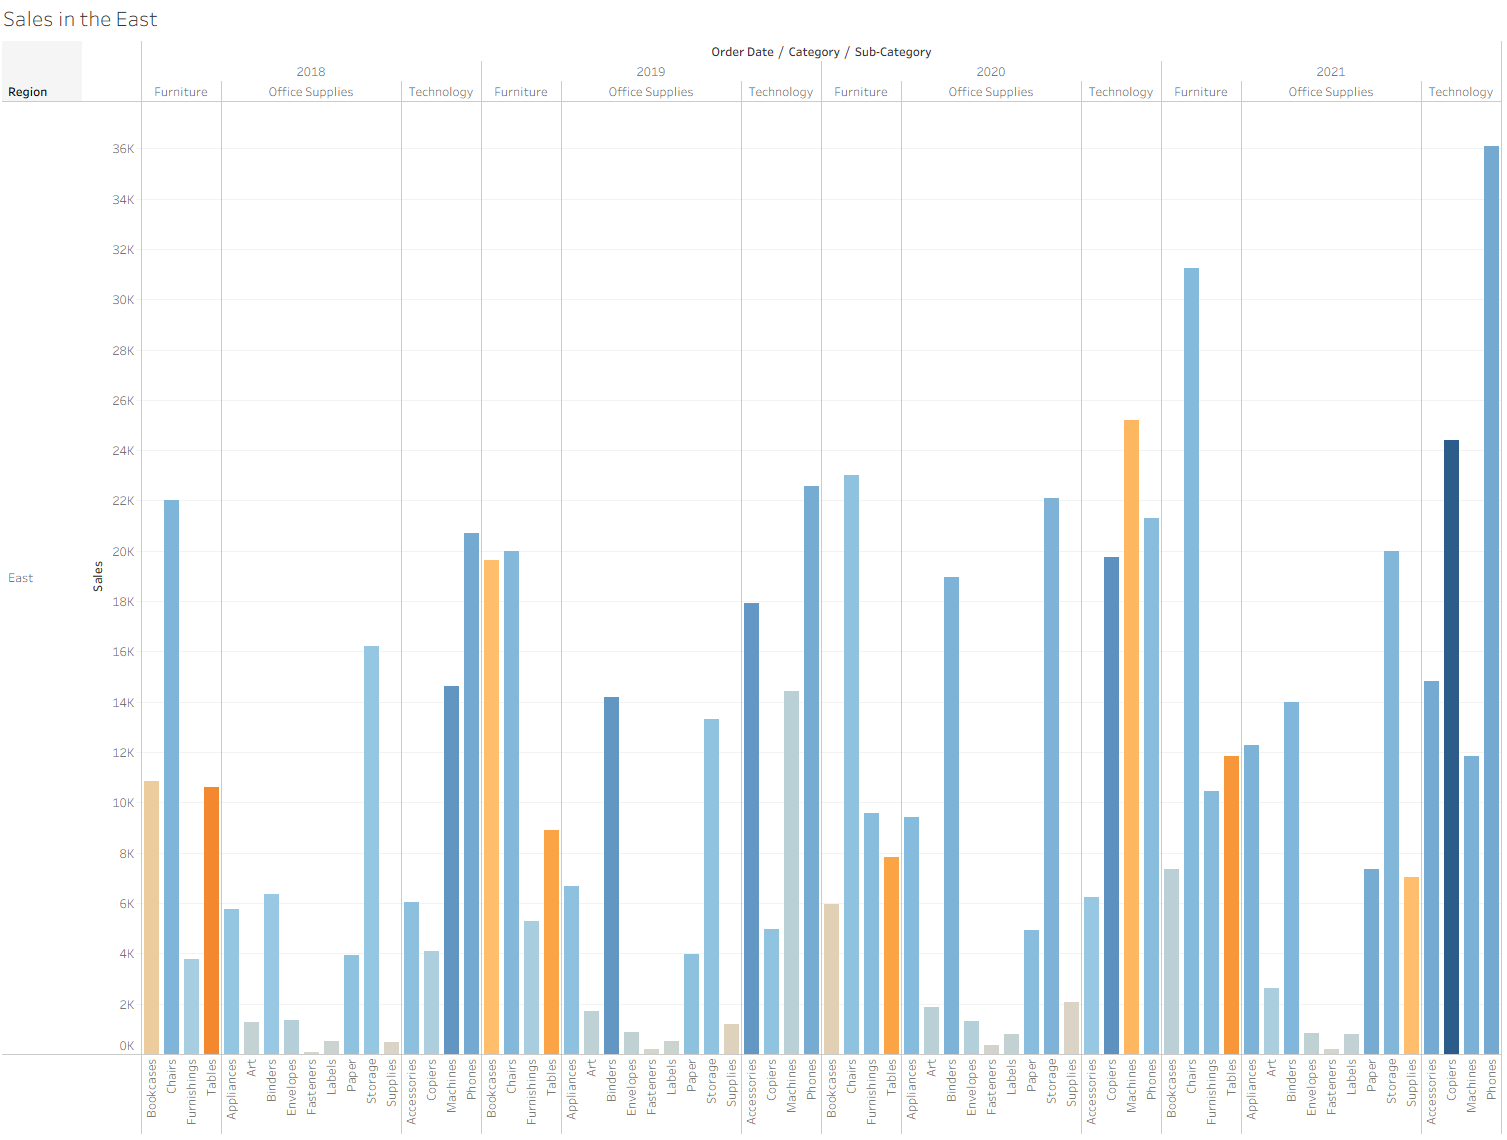 Sales in the East
Order Date / Category / Sub-Category
2018 2019 2020 2021
Region Furniture Office Supplies Technology Furniture Office Supplies Technology Furniture Office Supplies Technology Furniture Office Supplies Technology
36K
34K
32K
30K
28K
26K
24K
22K
20K
18K
16K
14K
12K
10K
8K
6K
4K
2K
0K
East
Sales
Bookcases
Chairs
Furnishings
Tables
Appliances
Art
Binders
Envelopes
Fasteners
Labels
Paper
Storage
Supplies
Accessories
Copiers
Machines
Phones
Bookcases
Chairs
Furnishings
Tables
Appliances
Art
Binders
Envelopes
Fasteners
Labels
Paper
Storage
Supplies
Accessories
Copiers
Machines
Phones
Bookcases
Chairs
Furnishings
Tables
Appliances
Art
Binders
Envelopes
Fasteners
Labels
Paper
Storage
Supplies
Accessories
Copiers
Machines
Phones
Bookcases
Chairs
Furnishings
Tables
Appliances
Art
Binders
Envelopes
Fasteners
Labels
Paper
Storage
Supplies
Accessories
Copiers
Machines
Phones